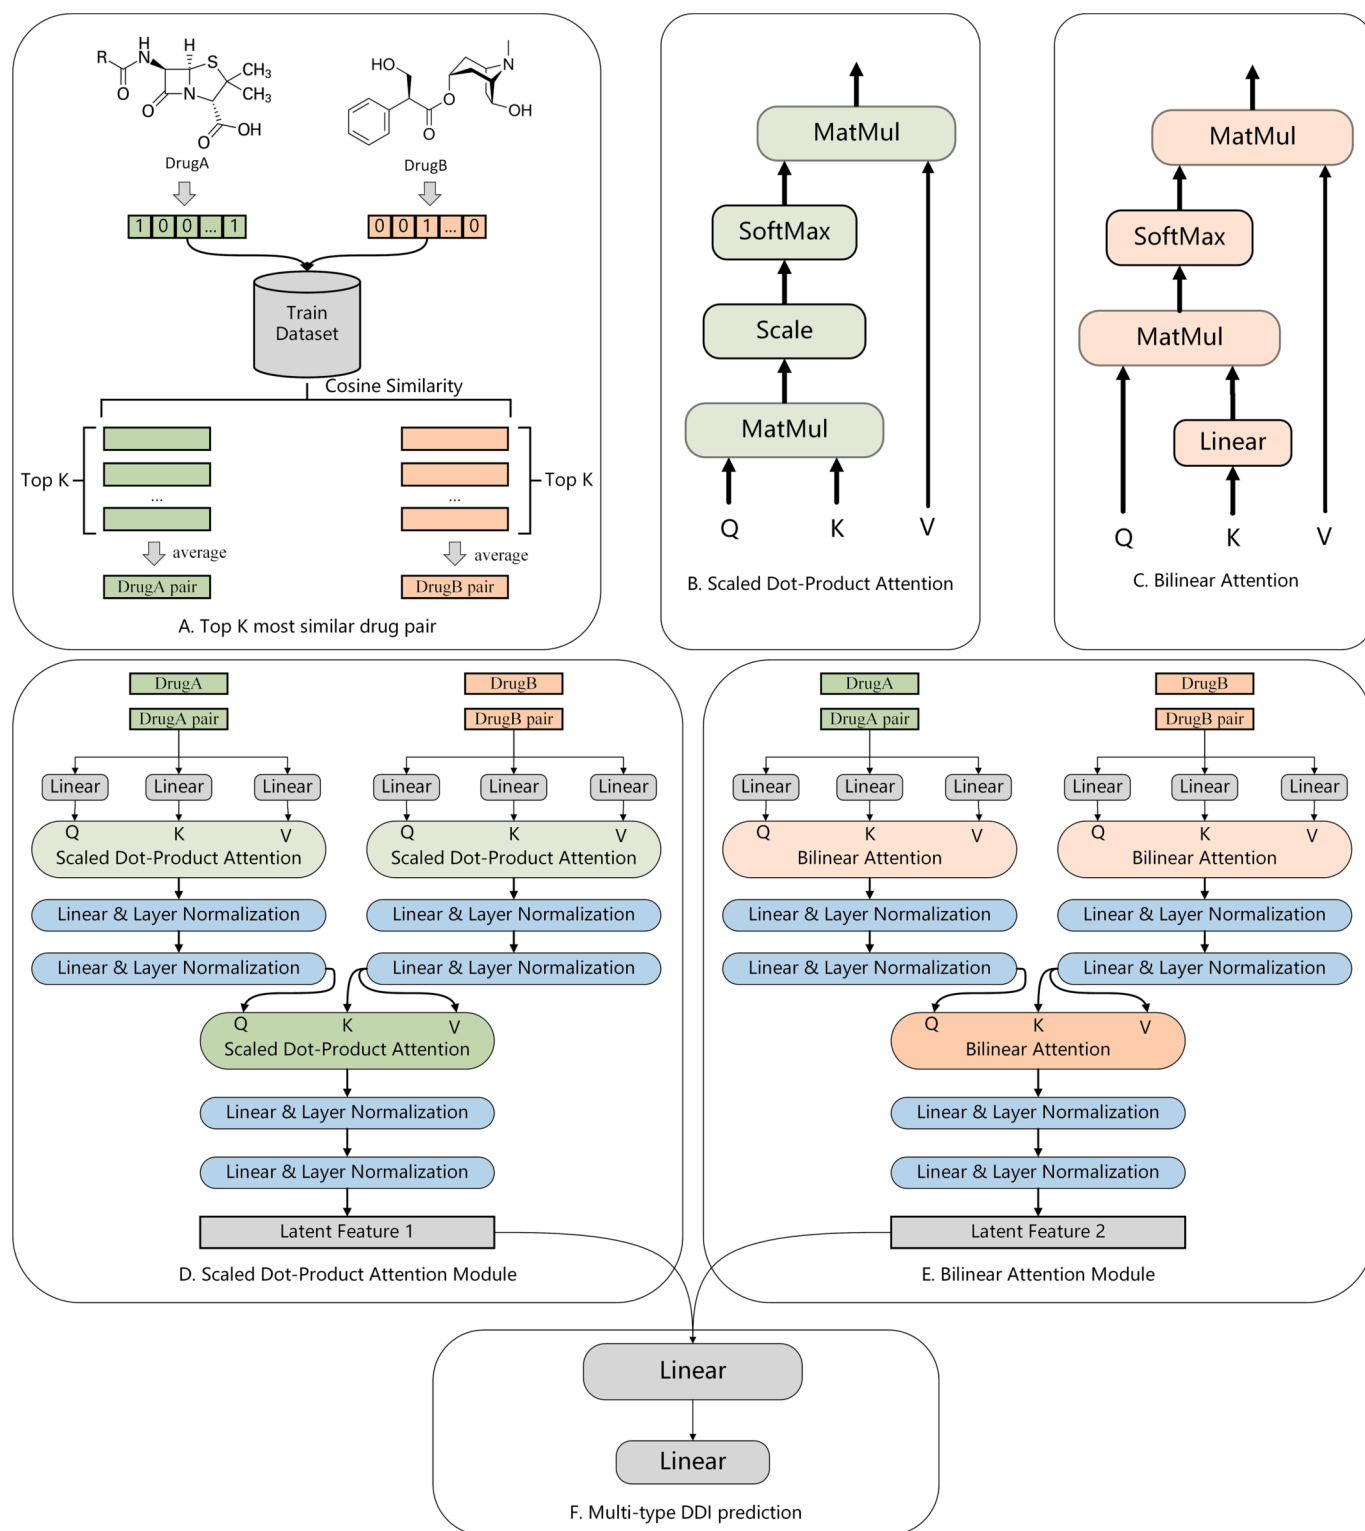 H
H
R
N
S
CH3
CH3
O
N
O
O
OH
DrugA
N
HO
O
OH
O
DrugB
1 0 0 ... 1
0 0 1 ... 0
Train
Dataset
Cosine Similarity
Top K
...
...
Top K
average
average
DrugA pair
DrugB pair
A. Top K most similar drug pair
MatMul
SoftMax
Scale
MatMul
Q K V
B. Scaled Dot-Product Attention
MatMul
SoftMax
MatMul
Linear
Q K V
C. Bilinear Attention
DrugA
DrugB
DrugA pair
DrugB pair
Linear Linear Linear
Linear Linear Linear
Q K V
Q K V
Scaled Dot-Product Attention
Scaled Dot-Product Attention
Linear & Layer Normalization
Linear & Layer Normalization
Linear & Layer Normalization
Linear & Layer Normalization
Q K V
Scaled Dot-Product Attention
Linear & Layer Normalization
Linear & Layer Normalization
Latent Feature 1
D. Scaled Dot-Product Attention Module
DrugA
DrugB
DrugA pair
DrugB pair
Linear Linear Linear
Linear Linear Linear
Q K V
Q K V
Bilinear Attention
Bilinear Attention
Linear & Layer Normalization
Linear & Layer Normalization
Linear & Layer Normalization
Linear & Layer Normalization
Q K V
Bilinear Attention
Linear & Layer Normalization
Linear & Layer Normalization
Latent Feature 2
E. Bilinear Attention Module
Linear
Linear
F. Multi-type DDI prediction